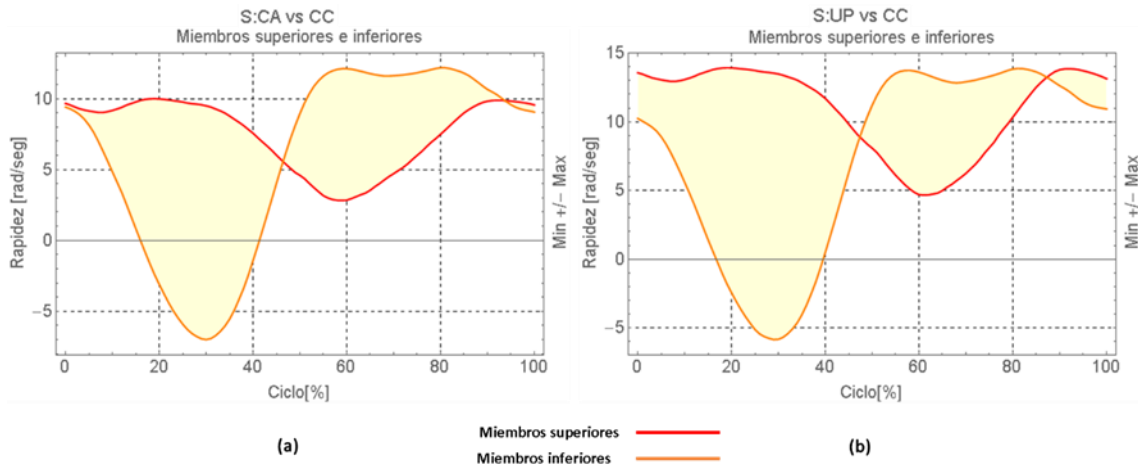 S:CA vs CC
Miembros superiores e inferiores
Rapidez [rad/seg]
10
5
0
−5
0 20 40 60 80 100
Ciclo[%]
Min +/− Max
(a)
S:UP vs CC
Miembros superiores e inferiores
Rapidez [rad/seg]
15
10
5
0
−5
0 20 40 60 80 100
Ciclo[%]
Min +/− Max
(b)
Miembros superiores
Miembros inferiores